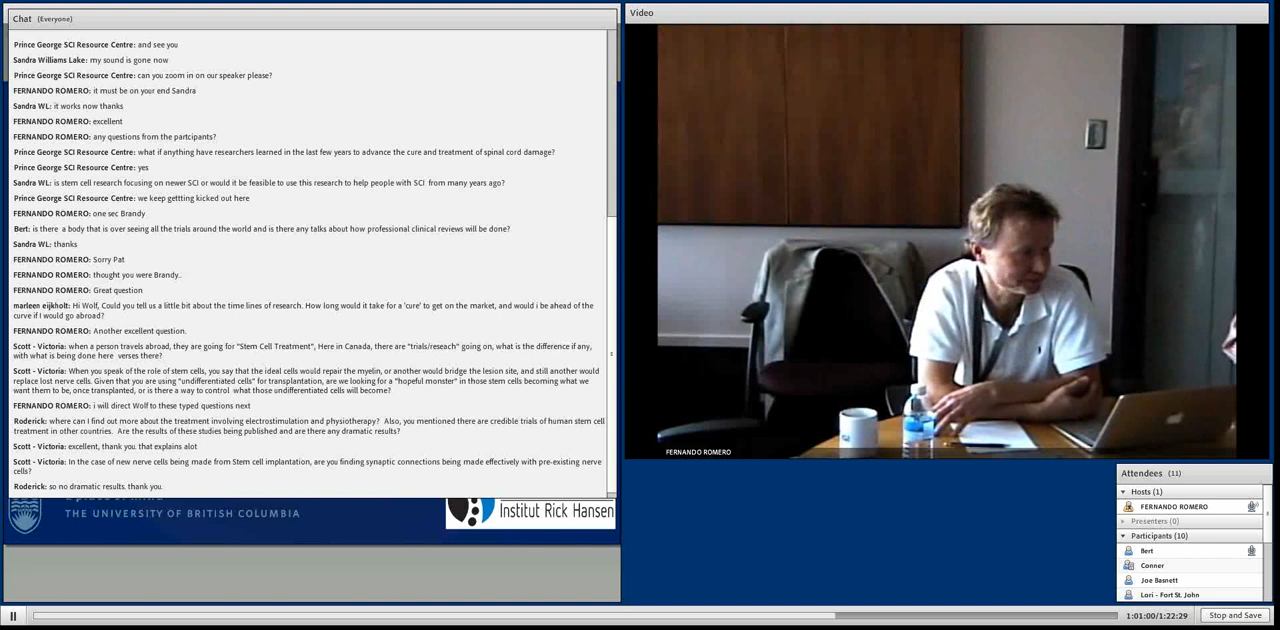 Chat (Everyone)
Prince George SCI Resource Centre: and see you
Sandra Williams Lake: my sound is gone now
Prince George SCI Resource Centre: can you zoom in on our speaker please?
FERNANDO ROMERO: it must be on your end Sandra
Sandra WL: it works now thanks
FERNANDO ROMERO: excellent
FERNANDO ROMERO: any questions from the partcipants?
Prince George SCI Resource Centre: what if anything have researchers learned in the last few years to advance the cure and treatment of spinal cord damage?
Prince George SCI Resource Centre: yes
Sandra WL: is stem cell research focusing on newer SCI or would it be feasible to use this research to help people with SCI from many years ago?
Prince George SCI Resource Centre: we keep gettting kicked out here
FERNANDO ROMERO: one sec Brandy
Bert: is there a body that is over seeing all the trials around the world and is there any talks about how professional clinical reviews will be done?
Sandra WL: thanks
FERNANDO ROMERO: Sorry Pat
FERNANDO ROMERO: thought you were Brandy..
FERNANDO ROMERO: Great question
marleen eijkholt: Hi Wolf, Could you tell us a little bit about the time lines of research. How long would it take for a 'cure' to get on the market, and would i be ahead of the
curve if I would go abroad?
FERNANDO ROMERO: Another excellent question.
Scott - Victoria: when a person travels abroad, they are going for "Stem Cell Treatment", Here in Canada, there are "trials/reseach" going on, what is the difference if any,
with what is being done here verses there?
Scott - Victoria: When you speak of the role of stem cells, you say that the ideal cells would repair the myelin, or another would bridge the lesion site, and still another would
replace lost nerve cells. Given that you are using "undifferentiated cells" for transplantation, are we looking for a "hopeful monster" in those stem cells becoming what we
want them to be, once transplanted, or is there a way to control what those undifferentiated cells will become?
FERNANDO ROMERO: i will direct Wolf to these typed questions next
Roderick: where can I find out more about the treatment involving electrostimulation and physiotherapy? Also, you mentioned there are credible trials of human stem cell
treatment in other countries. Are the results of these studies being published and are there any dramatic results?
Scott - Victoria: excellent, thank you. that explains alot
Scott - Victoria: In the case of new nerve cells being made from Stem cell implantation, are you finding synaptic connections being made effectively with pre-existing nerve
cells?
Roderick: so no dramatic results. thank you.
THE UNIVERSITY OF BRITISH COLUMBIA
Institut Rick Hansen
Video
FERNANDO ROMERO
Attendees (11)
Hosts (1)
FERNANDO ROMERO
Presenters (0)
Participants (10)
Bert
Conner
Joe Basnett
Lori - Fort St. John
1:01:00/1:22:29
Stop and Save